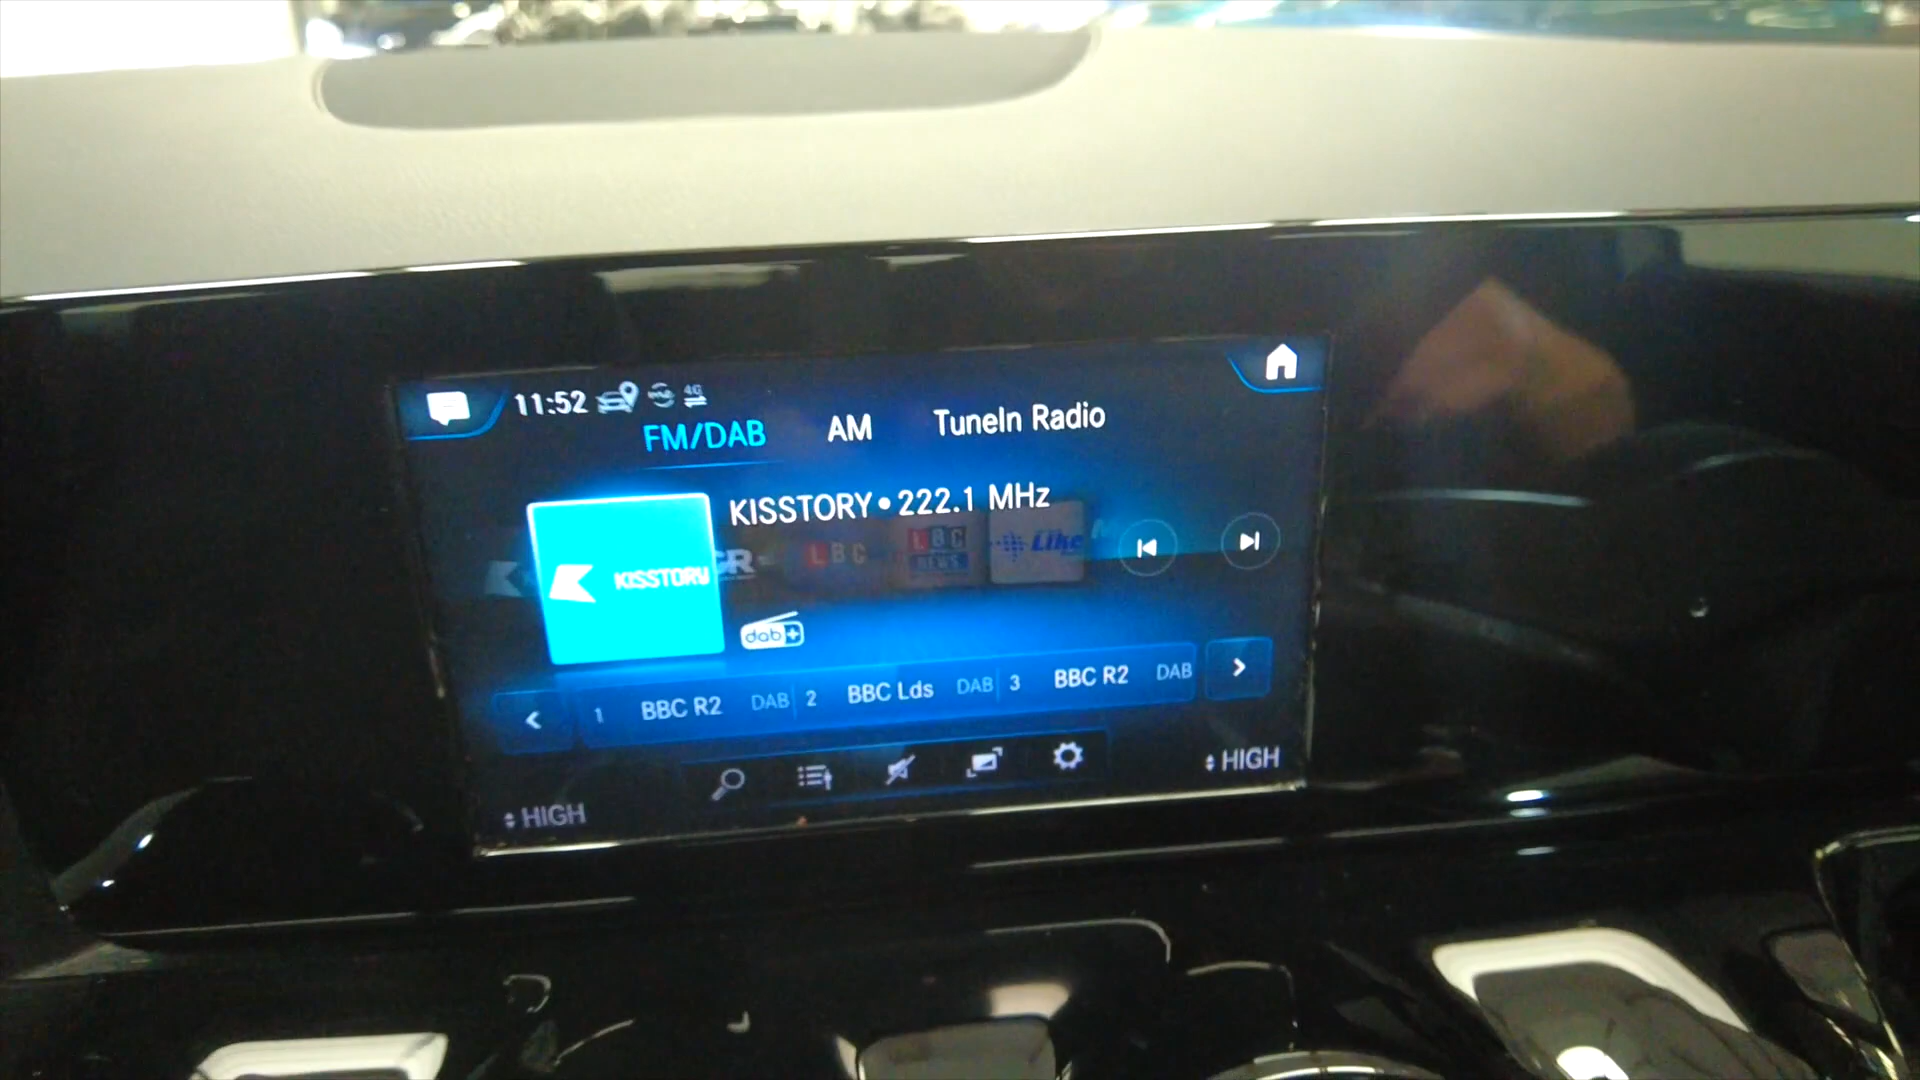 11:52 4G
FM/DAB AM TuneIn Radio
KISSTORY • 222.1 MHz
KISSTORY LBC LBC NEWS Like
dab+
1 BBC R2 DAB 2 BBC Lds DAB 3 BBC R2 DAB
HIGH HIGH